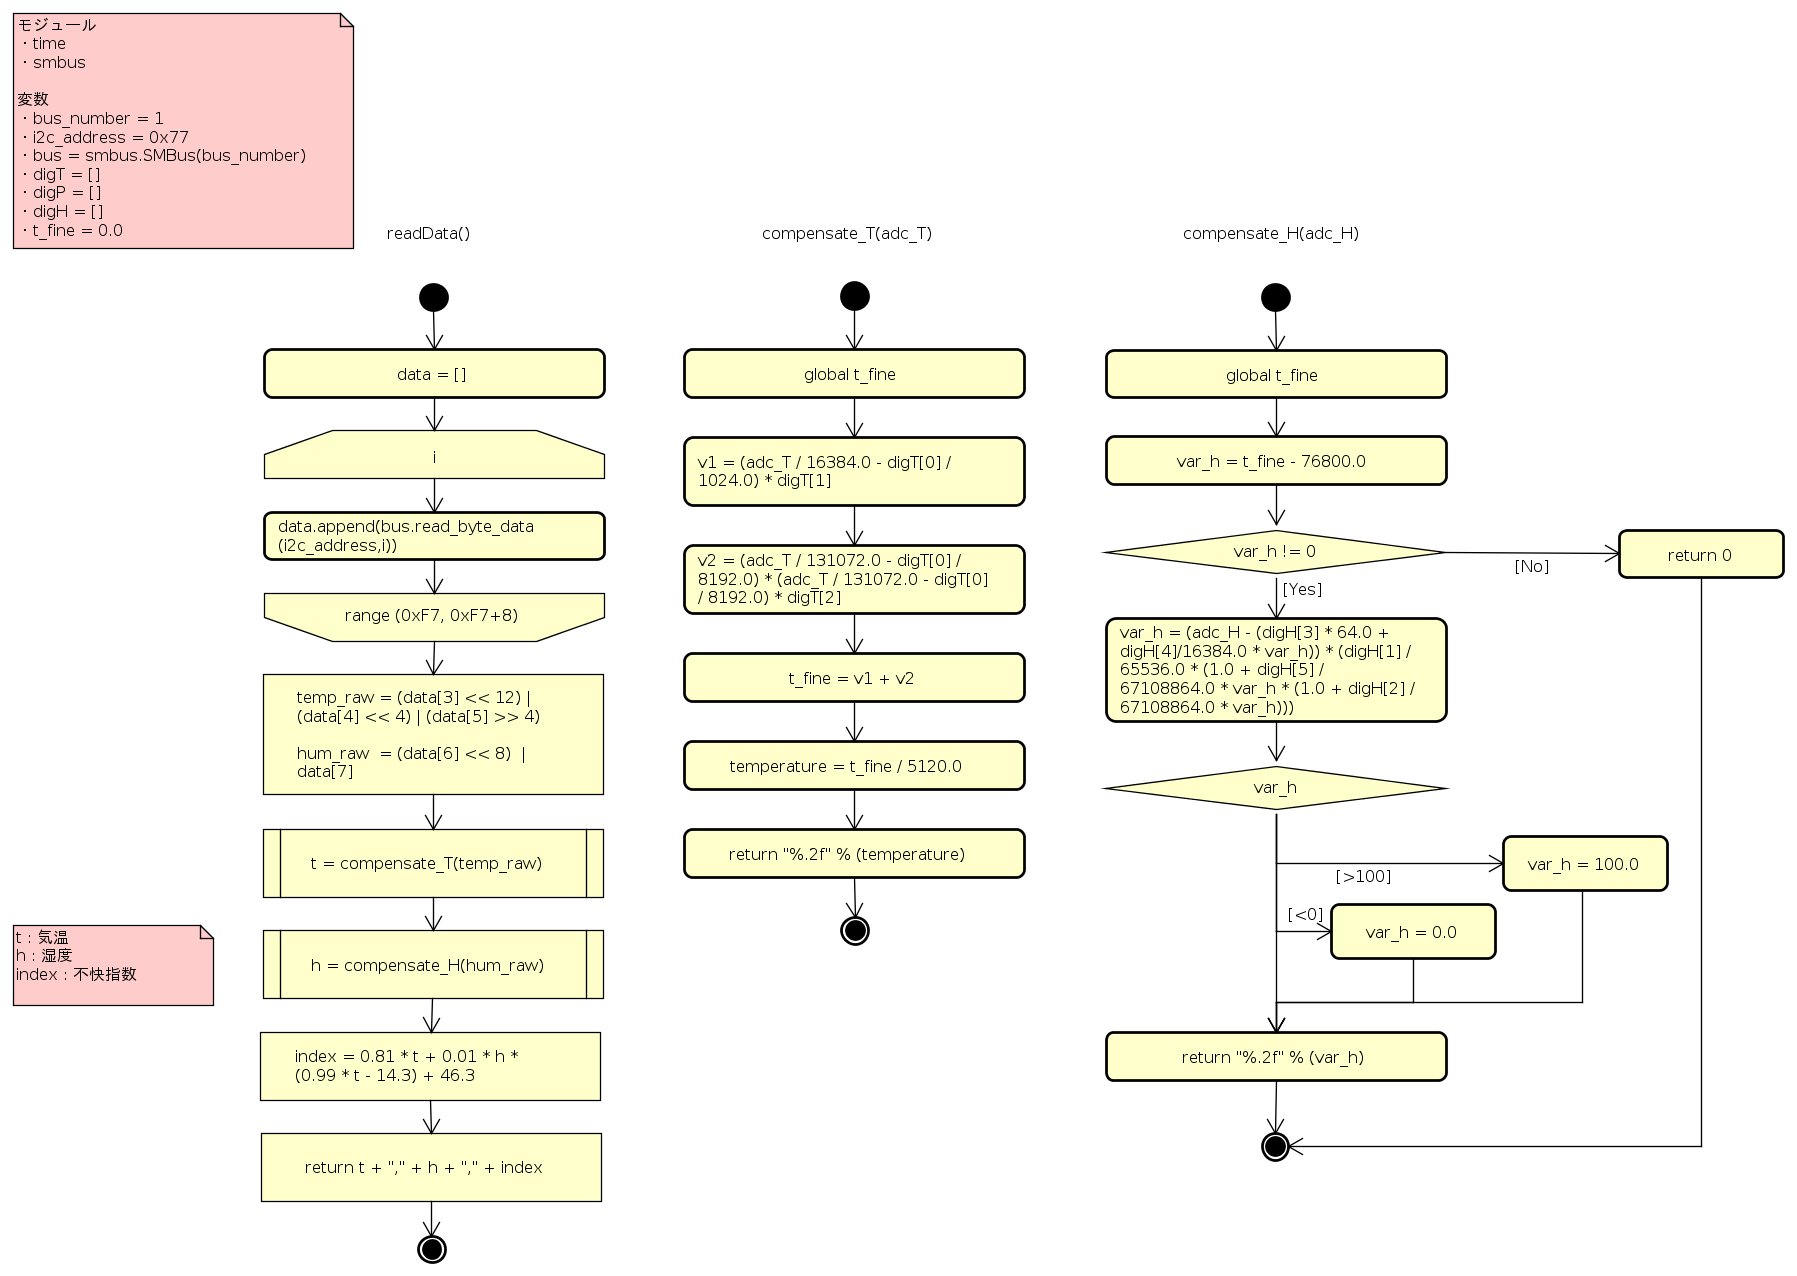 モジュール
・time
・smbus
変数
・bus_number = 1
・i2c_address = 0x77
・bus = smbus.SMBus(bus_number)
・digT = []
・digP = []
・digH = []
・t_fine = 0.0
readData()
data = []
i
data.append(bus.read_byte_data
(i2c_address,i))
range (0xF7, 0xF7+8)
temp_raw = (data[3] << 12) |
(data[4] << 4) | (data[5] >> 4)
hum_raw  = (data[6] << 8)  |
data[7]
t = compensate_T(temp_raw)
h = compensate_H(hum_raw)
index = 0.81 * t + 0.01 * h *
(0.99 * t - 14.3) + 46.3
return t + "," + h + "," + index
t : 気温
h : 湿度
index : 不快指数
compensate_T(adc_T)
global t_fine
v1 = (adc_T / 16384.0 - digT[0] /
1024.0) * digT[1]
v2 = (adc_T / 131072.0 - digT[0] /
8192.0) * (adc_T / 131072.0 - digT[0]
/ 8192.0) * digT[2]
t_fine = v1 + v2
temperature = t_fine / 5120.0
return "%.2f" % (temperature)
compensate_H(adc_H)
global t_fine
var_h = t_fine - 76800.0
var_h != 0
[No]
return 0
[Yes]
var_h = (adc_H - (digH[3] * 64.0 +
digH[4]/16384.0 * var_h)) * (digH[1] /
65536.0 * (1.0 + digH[5] /
67108864.0 * var_h * (1.0 + digH[2] /
67108864.0 * var_h)))
var_h
[>100]
var_h = 100.0
[<0]
var_h = 0.0
return "%.2f" % (var_h)